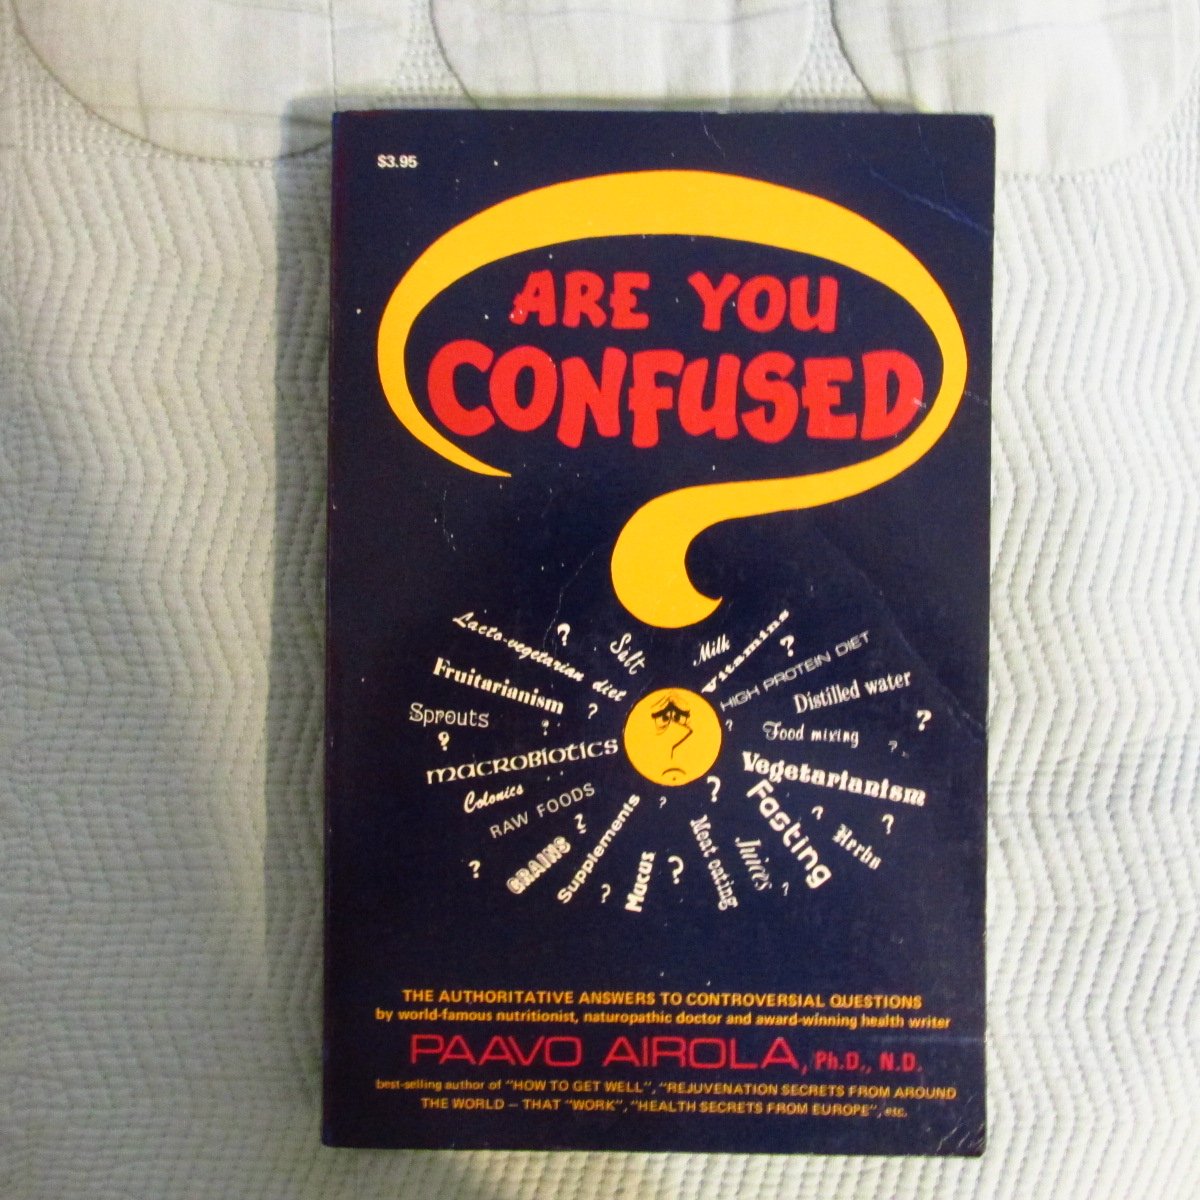 $3.95
ARE YOU
CONFUSED
Lacto-vegetarian diet
?
Salt
Milk
Vitamins
?
HIGH PROTEIN DIET
Fruitarianism
?
Distilled water
Sprouts
?
?
?
Food mixing
?
?
MACROBIOTICS
Vegetarianism
Colonics
RAW FOODS
?
GRAINS
?
Supplements
?
?
Mucus
?
?
Meat eating
Juices
?
Fasting
?
Herbs
?
THE AUTHORITATIVE ANSWERS TO CONTROVERSIAL QUESTIONS
by world-famous nutritionist, naturopathic doctor and award-winning health writer
PAAVO AIROLA, Ph.D., N.D.
best-selling author of "HOW TO GET WELL", "REJUVENATION SECRETS FROM AROUND
THE WORLD – THAT "WORK", "HEALTH SECRETS FROM EUROPE", etc.